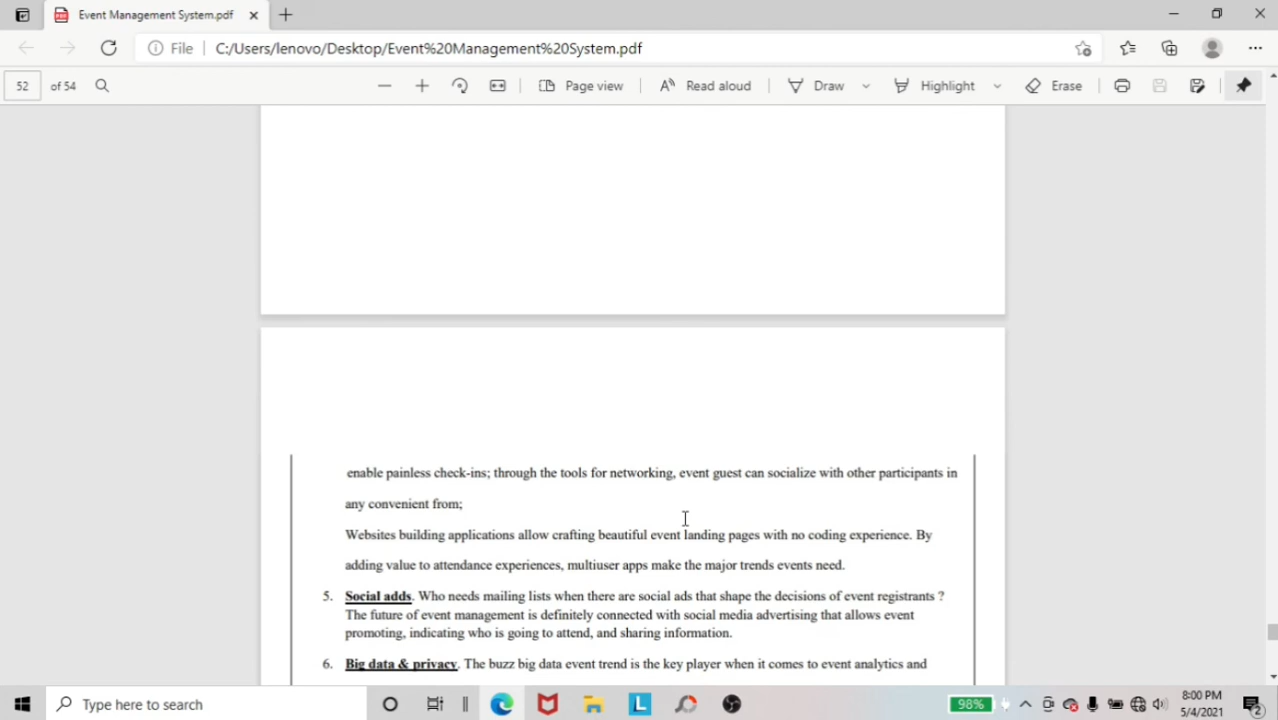 Event Management System.pdf
File
C:/Users/lenovo/Desktop/Event%20Management%20System.pdf
52 of 54
Page view
Read aloud
Draw
Highlight
Erase
enable painless check-ins; through the tools for networking, event guest can socialize with other participants in
any convenient from;
Websites building applications allow crafting beautiful event landing pages with no coding experience. By
adding value to attendance experiences, multiuser apps make the major trends events need.
5. Social adds. Who needs mailing lists when there are social ads that shape the decisions of event registrants ?
The future of event management is definitely connected with social media advertising that allows event
promoting, indicating who is going to attend, and sharing information.
6. Big data & privacy. The buzz big data event trend is the key player when it comes to event analytics and
Type here to search
98%
8:00 PM
5/4/2021
2